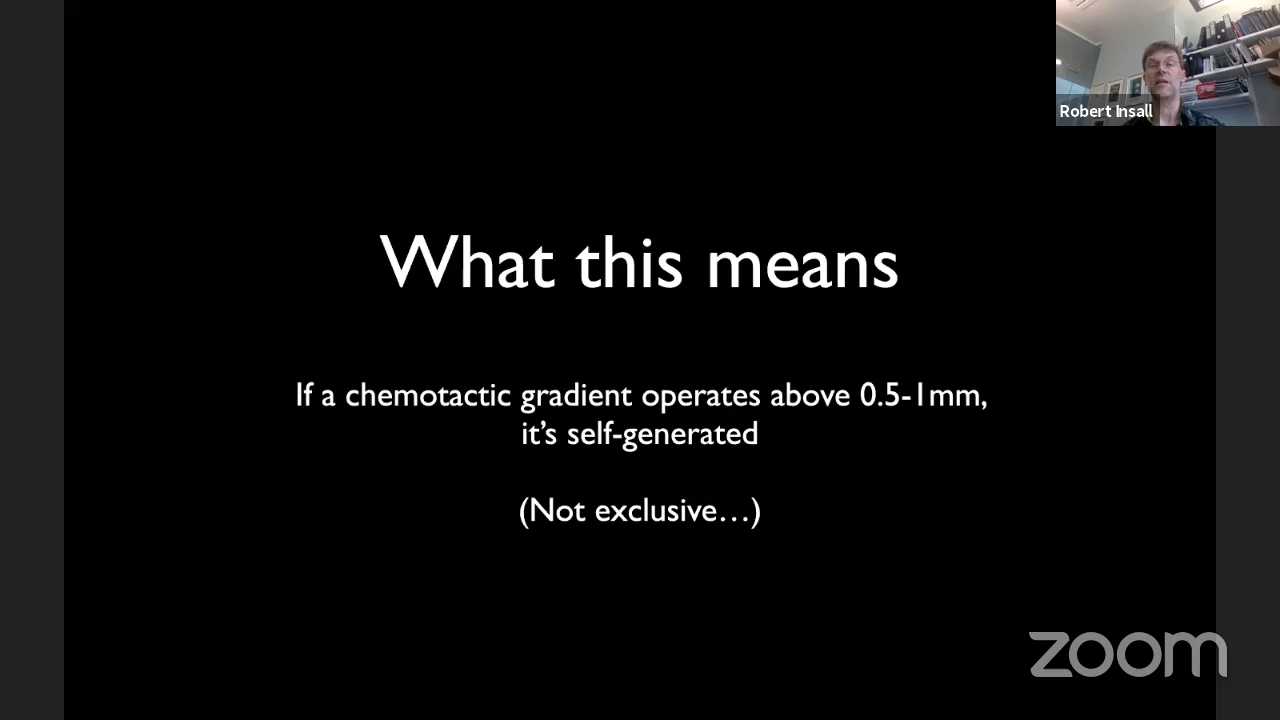 Robert Insall
What this means
If a chemotactic gradient operates above 0.5-1mm,
it’s self-generated
(Not exclusive…)
zoom